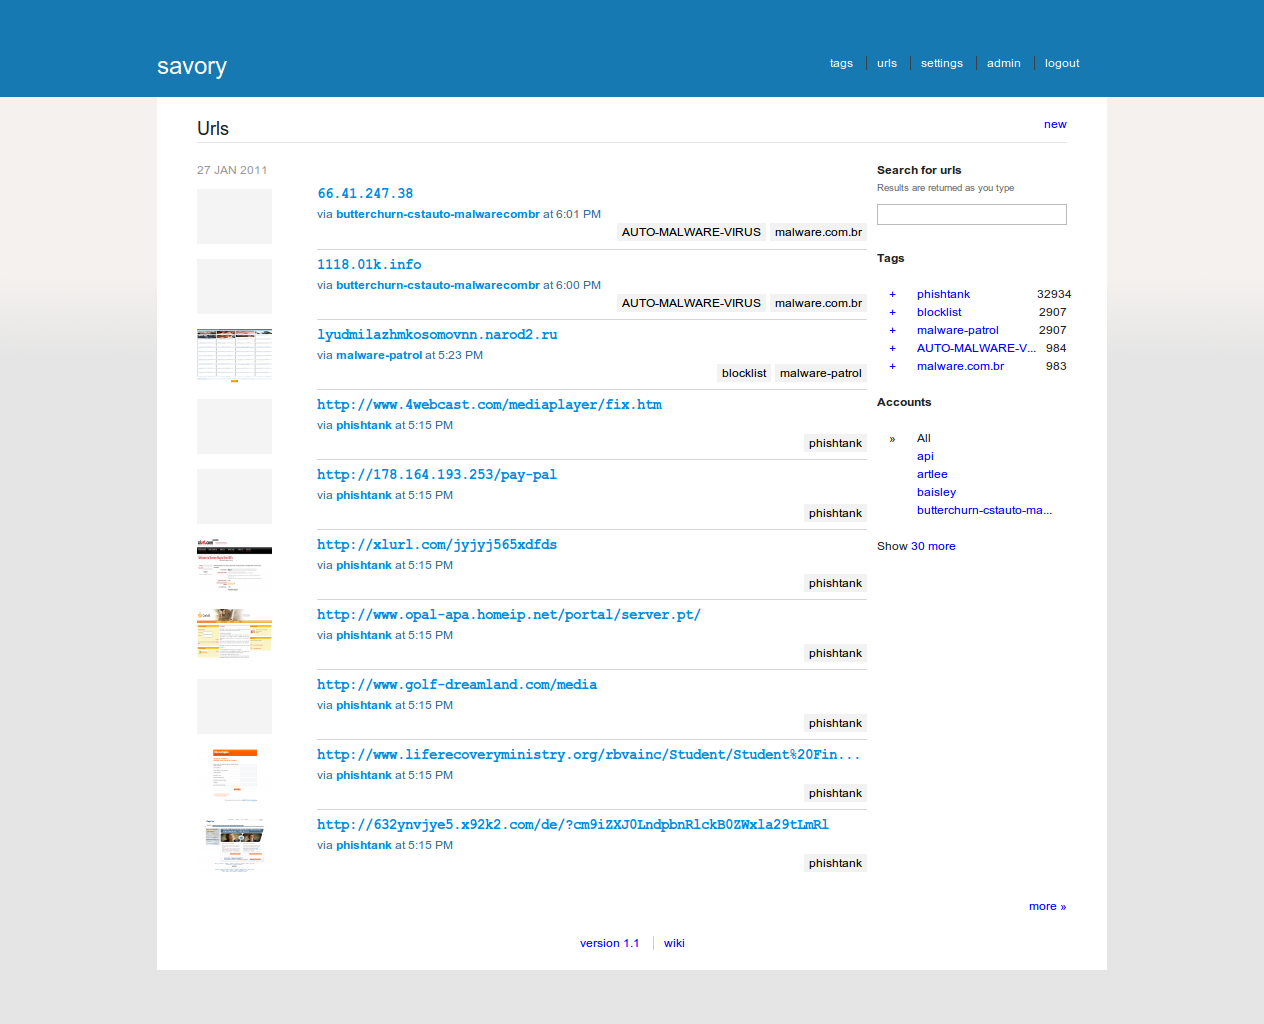 savory
tags
urls
settings
admin
logout
Urls
new
27 JAN 2011
66.41.247.38
via butterchurn-cstauto-malwarecombr at 6:01 PM
AUTO-MALWARE-VIRUS malware.com.br
1118.01k.info
via butterchurn-cstauto-malwarecombr at 6:00 PM
AUTO-MALWARE-VIRUS malware.com.br
lyudmilazhmkosomovnn.narod2.ru
via malware-patrol at 5:23 PM
blocklist malware-patrol
http://www.4webcast.com/mediaplayer/fix.htm
via phishtank at 5:15 PM
phishtank
http://178.164.193.253/pay-pal
via phishtank at 5:15 PM
phishtank
http://xlurl.com/jyjyj565xdfds
via phishtank at 5:15 PM
phishtank
http://www.opal-apa.homeip.net/portal/server.pt/
via phishtank at 5:15 PM
phishtank
http://www.golf-dreamland.com/media
via phishtank at 5:15 PM
phishtank
http://www.liferecoveryministry.org/rbvainc/Student/Student%20Fin...
via phishtank at 5:15 PM
phishtank
http://632ynvjye5.x92k2.com/de/?cm9iZXJ0LndpbnRlckB0ZWxla29tLmRl
via phishtank at 5:15 PM
phishtank
Search for urls
Results are returned as you type
Tags
+ phishtank 32934
+ blocklist 2907
+ malware-patrol 2907
+ AUTO-MALWARE-V... 984
+ malware.com.br 983
Accounts
» All
api
artlee
baisley
butterchurn-cstauto-ma...
Show 30 more
more »
version 1.1
wiki